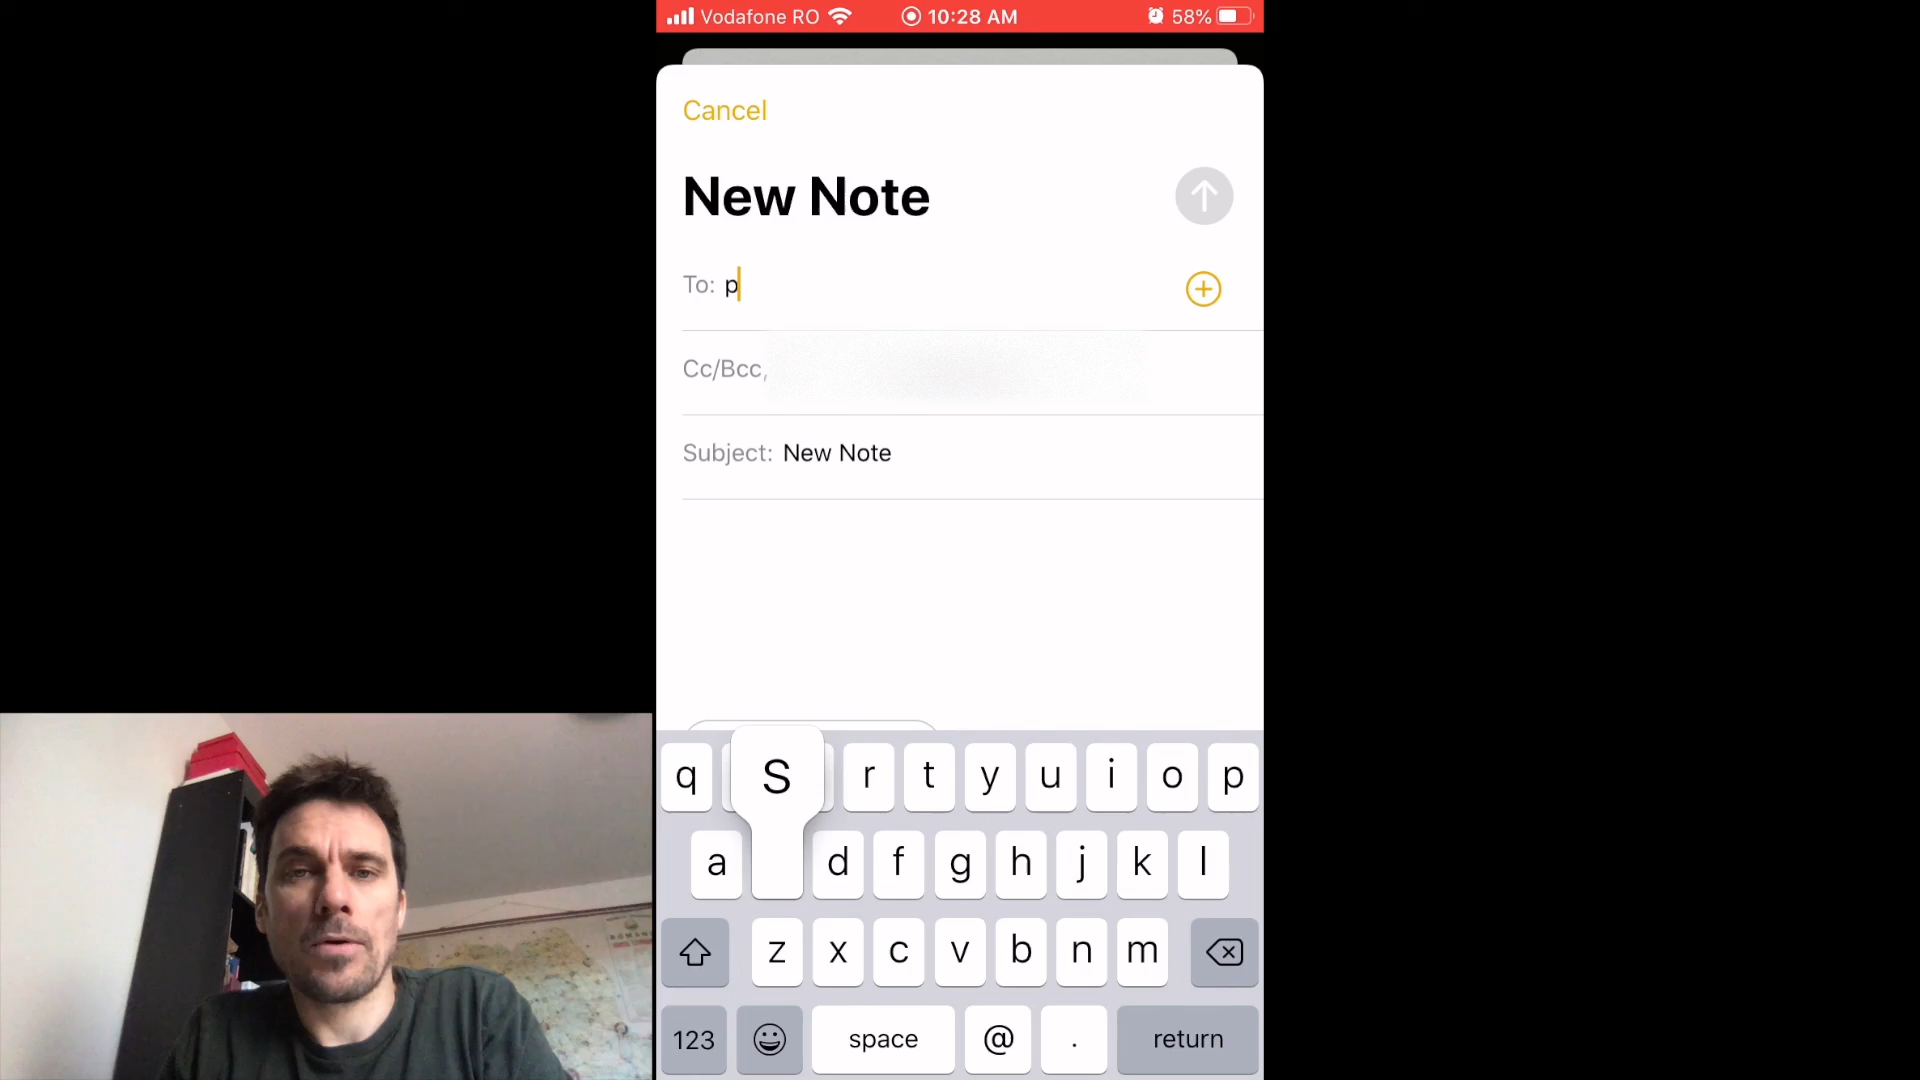 Vodafone RO 10:28 AM 58%
Cancel
New Note
To: p
Cc/Bcc,
Subject: New Note
q S r t y u i o p
a d f g h j k l
z x c v b n m
123 space @ . return